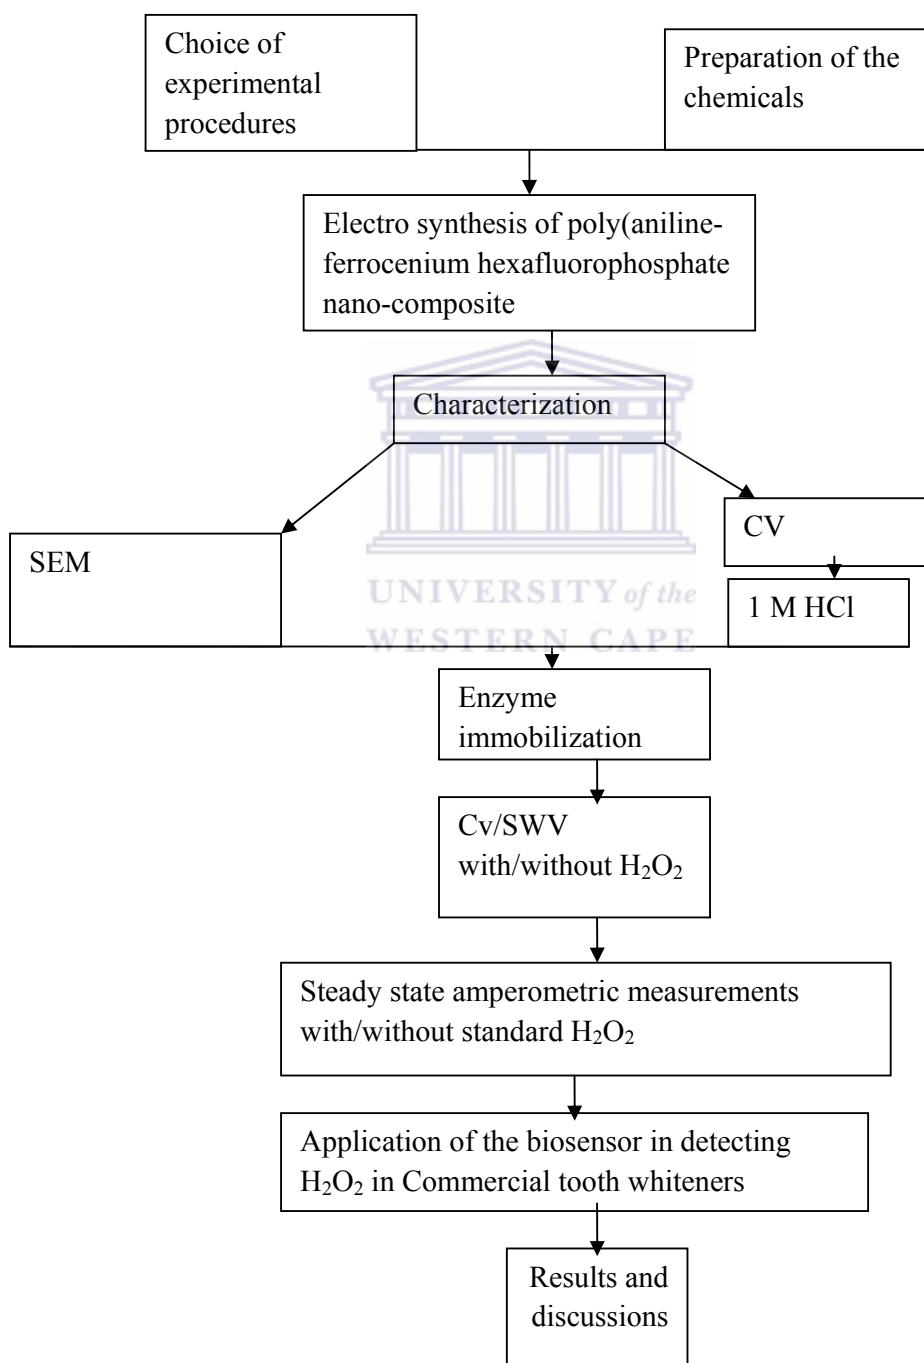 Choice of
experimental
procedures
Preparation of the
chemicals
Electro synthesis of poly(aniline-
ferrocenium hexafluorophosphate
nano-composite
Characterization
SEM
CV
1 M HCl
UNIVERSITY of the
WESTERN CAPE
Enzyme
immobilization
Cv/SWV
with/without H₂O₂
Steady state amperometric measurements
with/without standard H₂O₂
Application of the biosensor in detecting
H₂O₂ in Commercial tooth whiteners
Results and
discussions